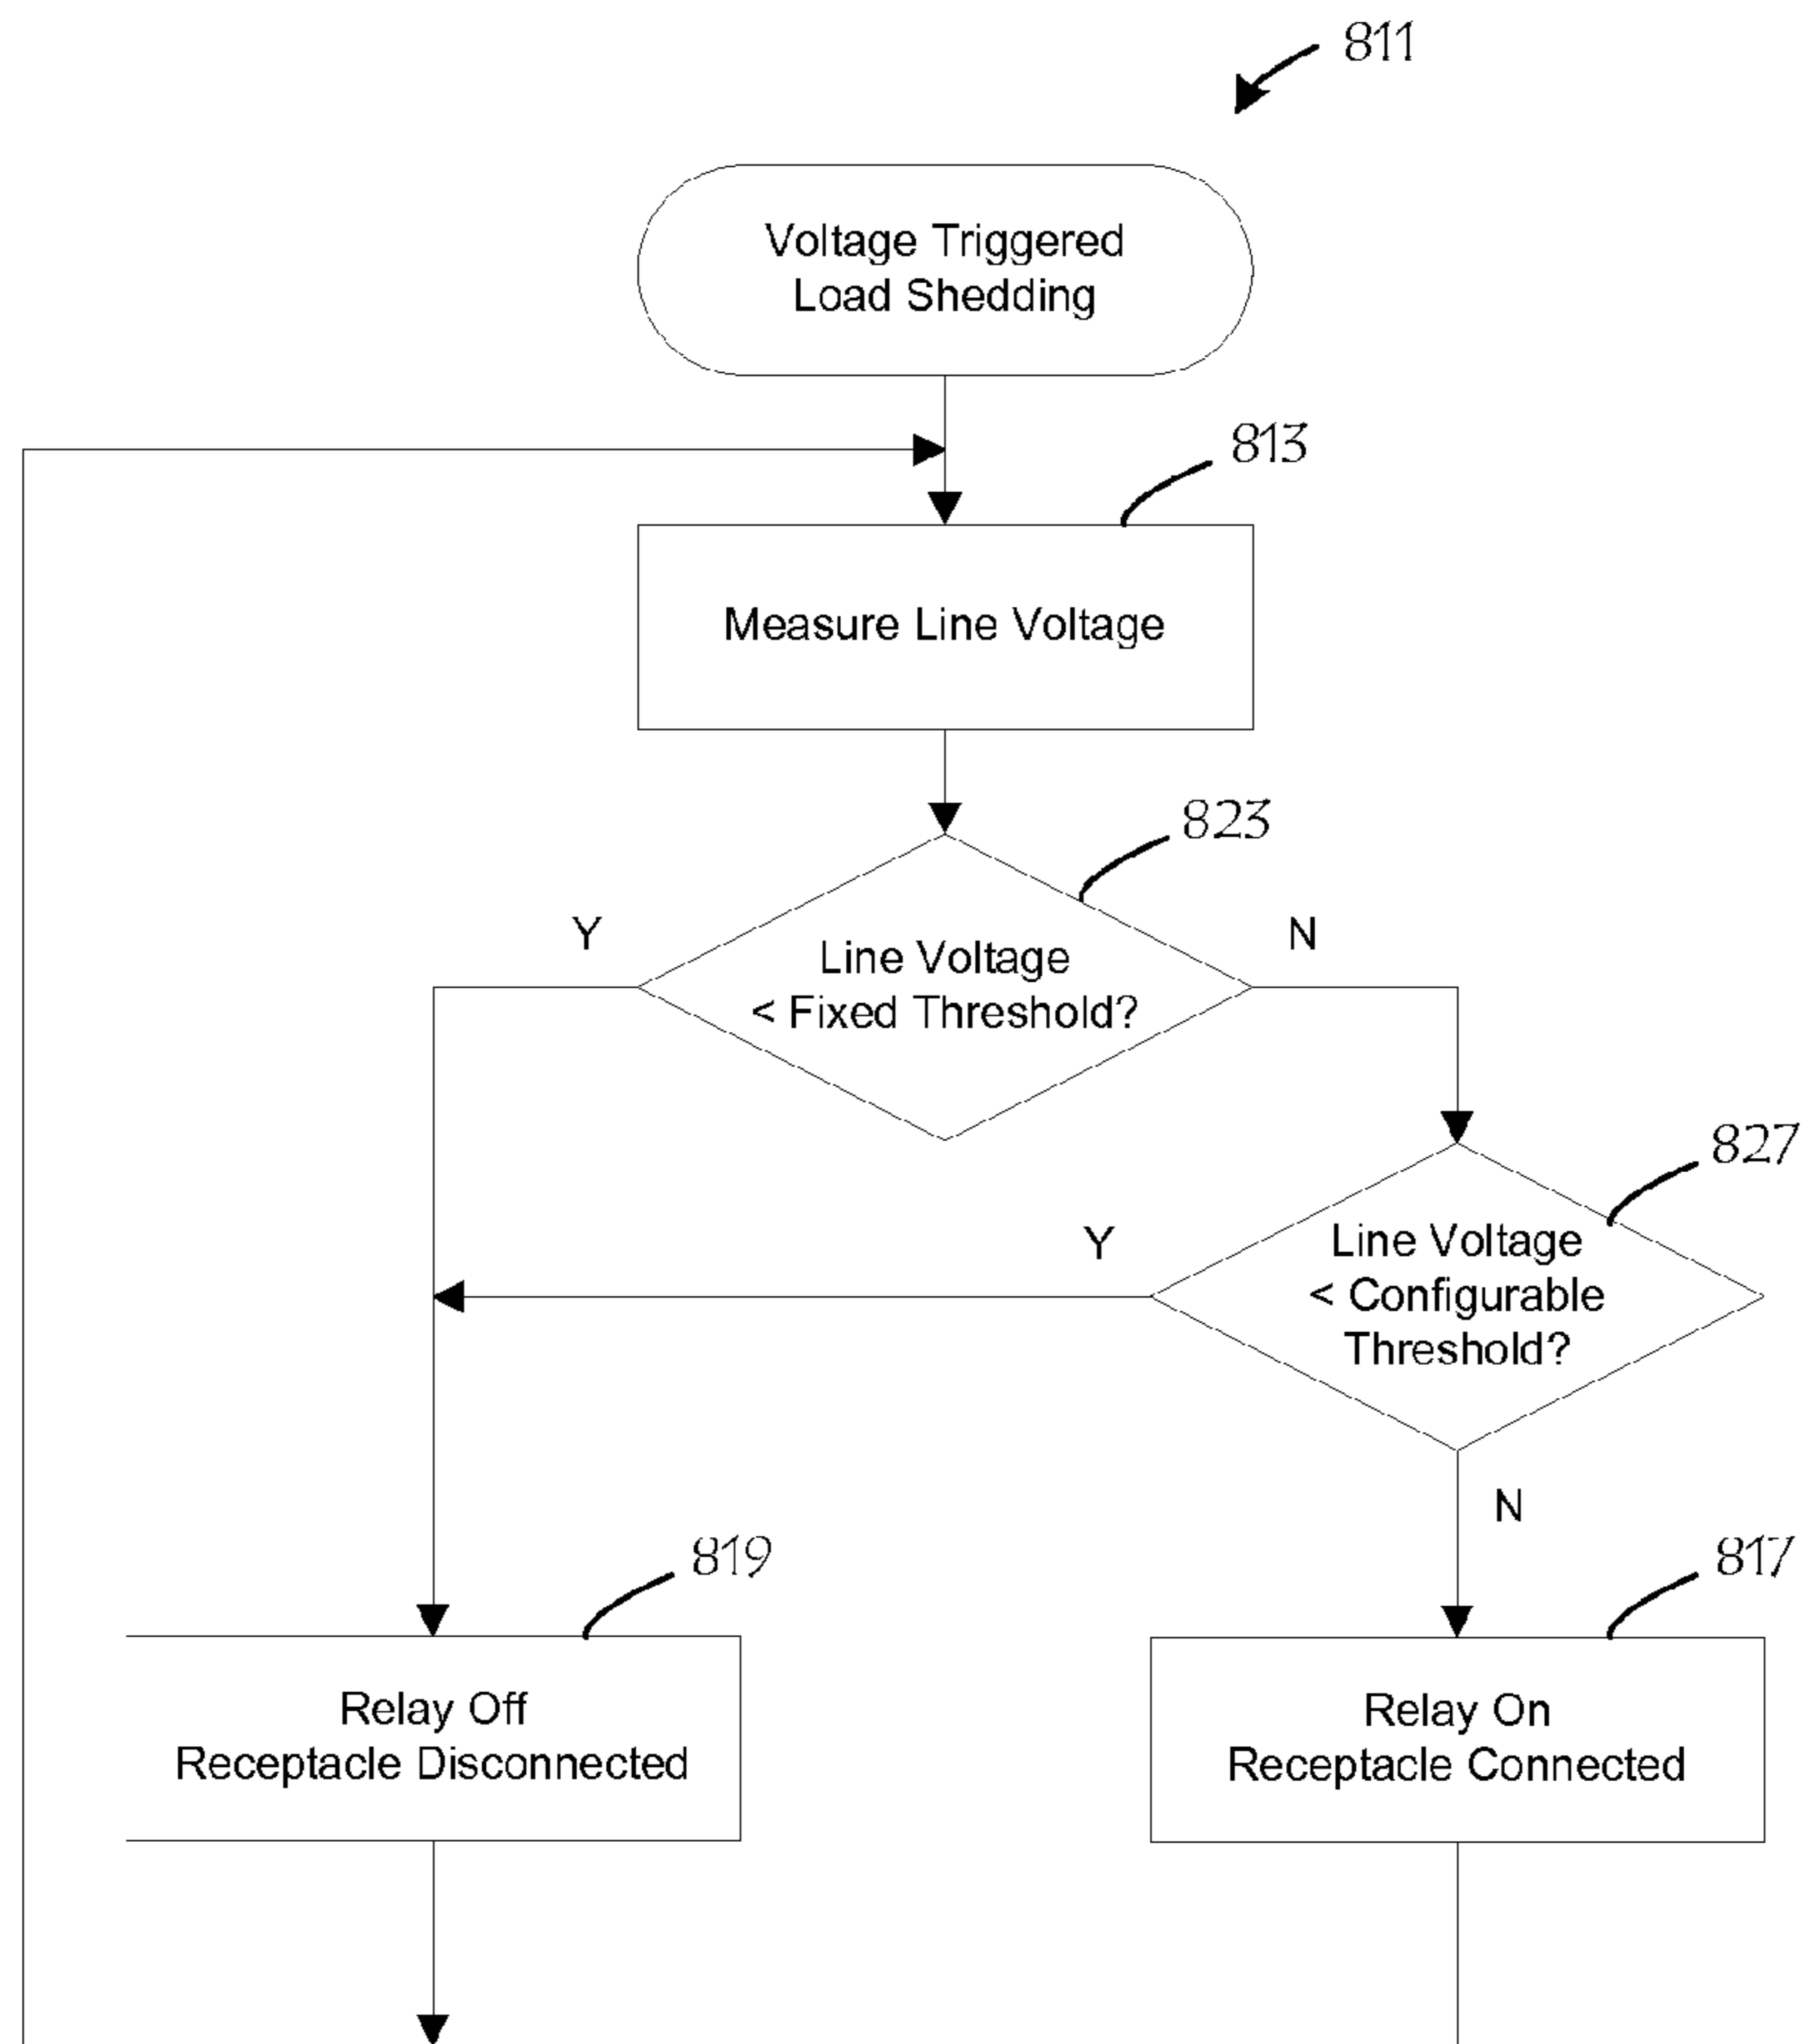 811
Voltage Triggered
Load Shedding
813
Measure Line Voltage
823
Y
N
Line Voltage
< Fixed Threshold?
827
Y
Line Voltage
< Configurable
Threshold?
N
819
817
Relay Off
Receptacle Disconnected
Relay On
Receptacle Connected